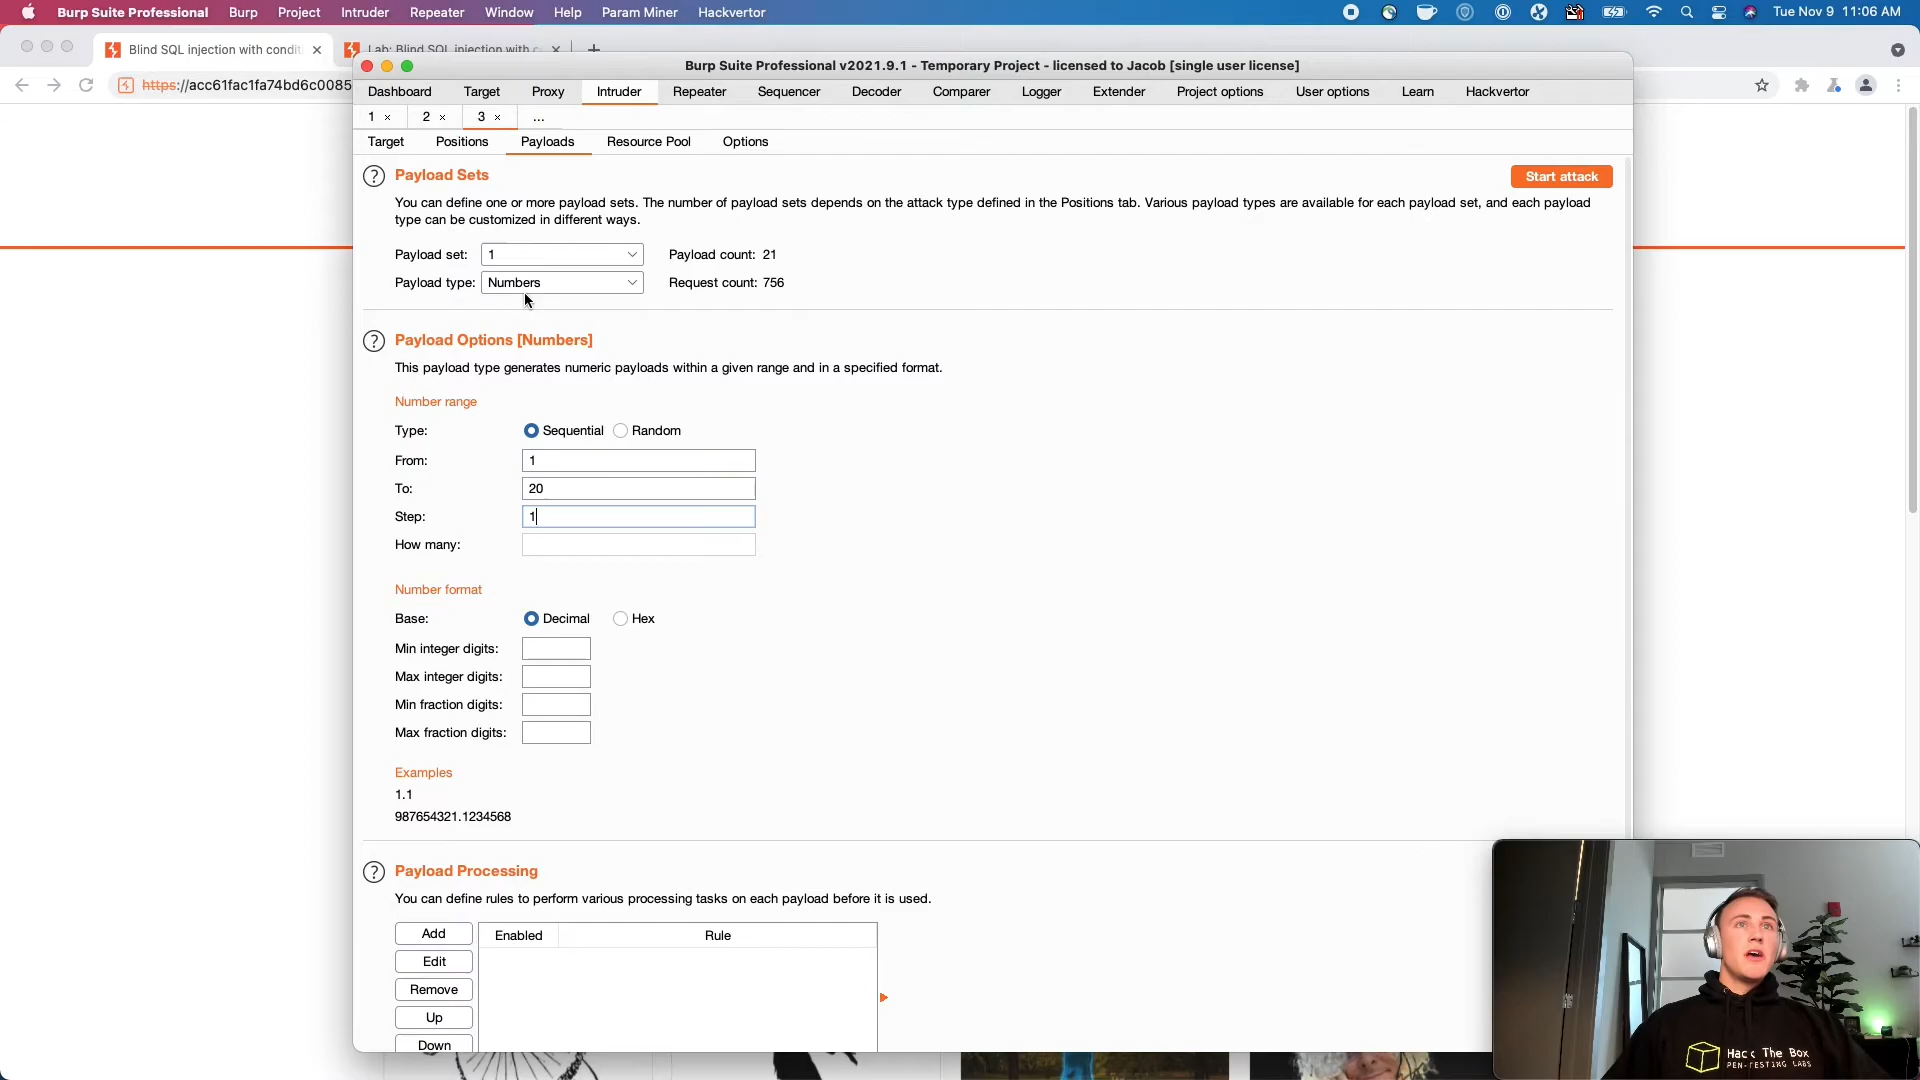 Burp Suite Professional Burp Project Intruder Repeater Window Help Param Miner Hackvertor Tue Nov 9 11:06 AM
Blind SQL injection with condit Lab: Blind SQL injection with c
https://acc61fac1fa74bd6c0085
Burp Suite Professional v2021.9.1 - Temporary Project - licensed to Jacob [single user license]
Dashboard Target Proxy Intruder Repeater Sequencer Decoder Comparer Logger Extender Project options User options Learn Hackvertor
1 × 2 × 3 × ...
Target Positions Payloads Resource Pool Options
? Payload Sets
Start attack
You can define one or more payload sets. The number of payload sets depends on the attack type defined in the Positions tab. Various payload types are available for each payload set, and each payload
type can be customized in different ways.
Payload set: 1 Payload count: 21
Payload type: Numbers Request count: 756
? Payload Options [Numbers]
This payload type generates numeric payloads within a given range and in a specified format.
Number range
Type: Sequential Random
From: 1
To: 20
Step: 1
How many:
Number format
Base: Decimal Hex
Min integer digits:
Max integer digits:
Min fraction digits:
Max fraction digits:
Examples
1.1
987654321.1234568
? Payload Processing
You can define rules to perform various processing tasks on each payload before it is used.
Add Enabled Rule
Edit
Remove
Up
Down
Hack The Box
PEN-TESTING LABS